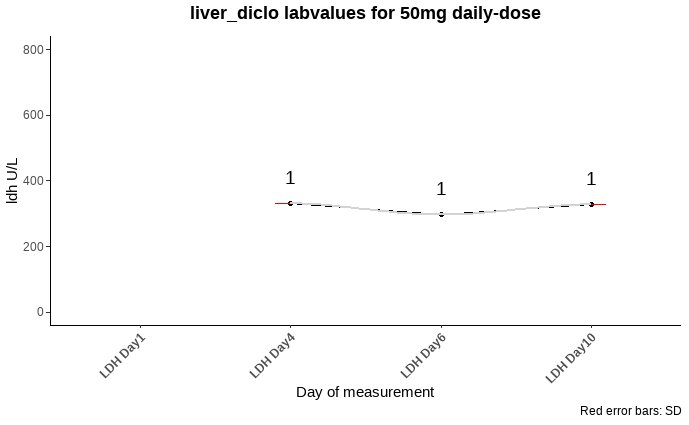 liver_diclo labvalues for 50mg daily-dose
ldh U/L
800
600
400
200
0
1
1
1
LDH Day1
LDH Day4
LDH Day6
LDH Day10
Day of measurement
Red error bars: SD